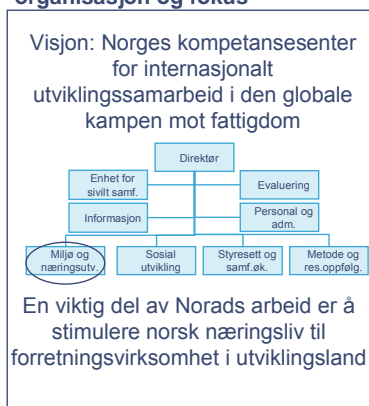 organisasjon og fokus
Visjon: Norges kompetansesenter
for internasjonalt
utviklingssamarbeid i den globale
kampen mot fattigdom
Direktør
Enhet for
sivilt samf.
Evaluering
Informasjon
Personal og
adm.
Miljø og
næringsutv.
Sosial
utvikling
Styresett og
samf.øk.
Metode og
res.oppfølg.
En viktig del av Norads arbeid er å
stimulere norsk næringsliv til
forretningsvirksomhet i utviklingsland